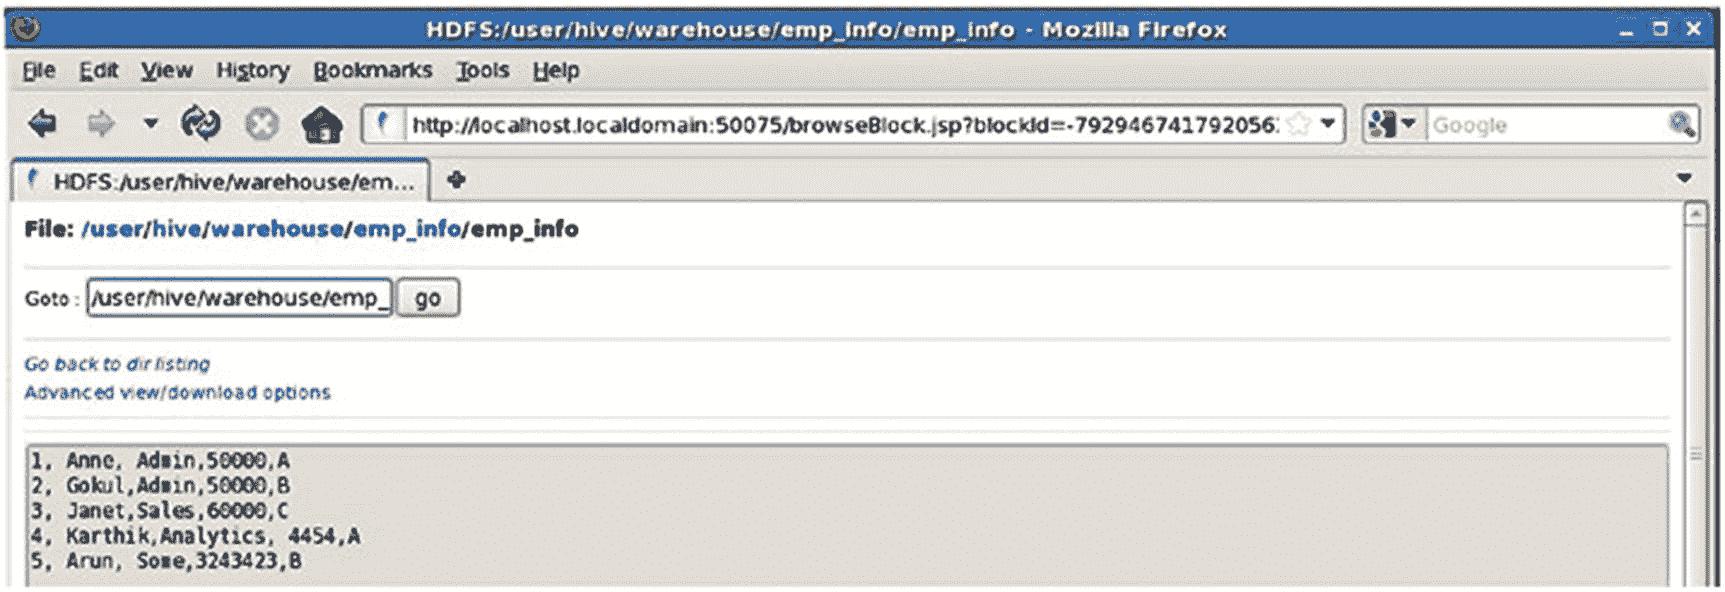 HDFS:/user/hive/warehouse/emp_info/emp_info - Mozilla Firefox
File Edit View History Bookmarks Tools Help
http://localhost.localdomain:50075/browseBlock.jsp?blockId=-792946741792056: Google
HDFS:/user/hive/warehouse/em...
File: /user/hive/warehouse/emp_info/emp_info
Goto : /user/hive/warehouse/emp_ go
Go back to dir listing
Advanced view/download options
1, Anne, Admin,50000,A
2, Gokul,Admin,50000,B
3, Janet,Sales,60000,C
4, Karthik,Analytics, 4454,A
5, Arun, Some,3243423,B